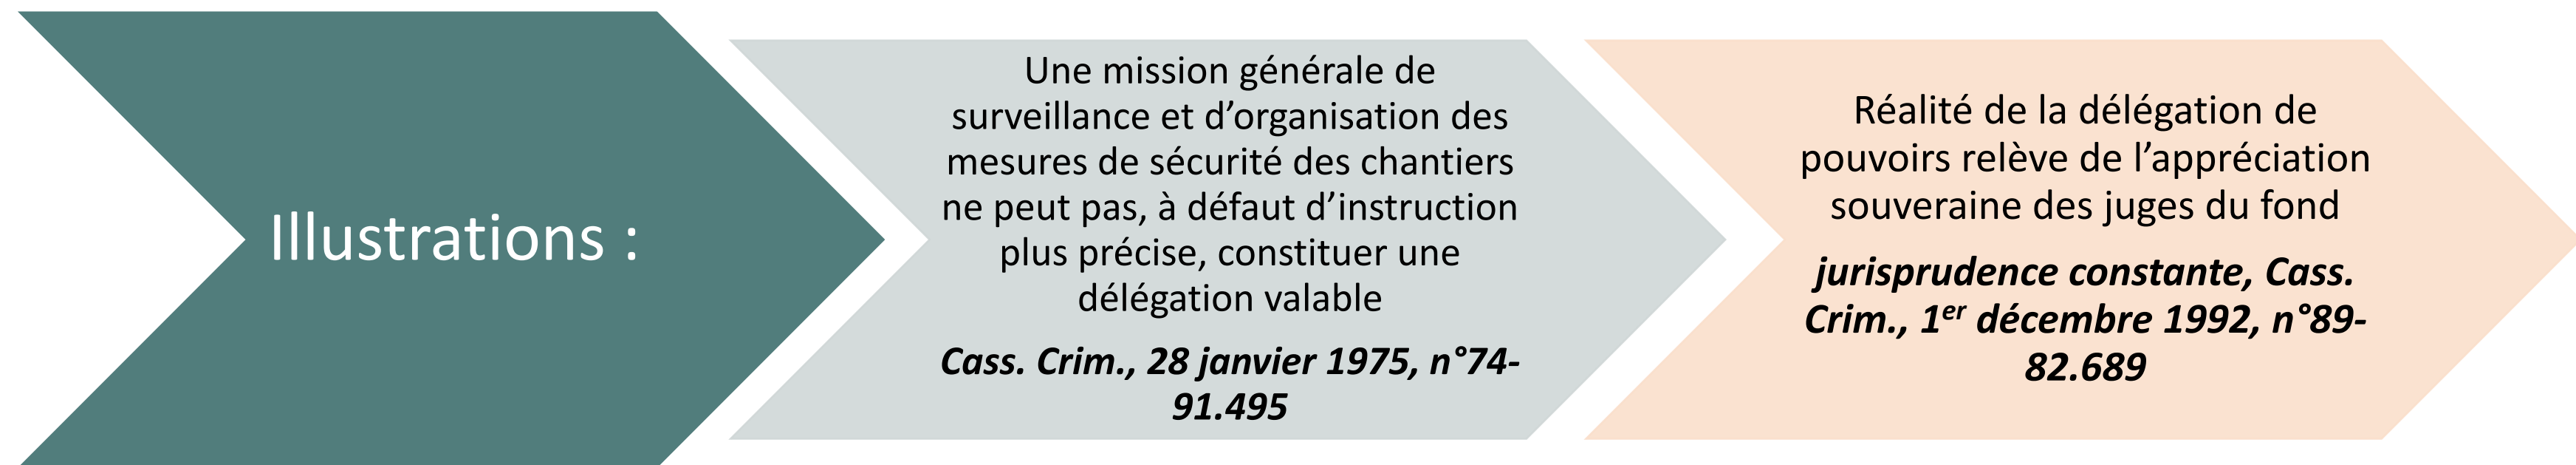 Illustrations :
Une mission générale de
surveillance et d’organisation des
mesures de sécurité des chantiers
ne peut pas, à défaut d’instruction
plus précise, constituer une
délégation valable
Cass. Crim., 28 janvier 1975, n°74-
91.495
Réalité de la délégation de
pouvoirs relève de l’appréciation
souveraine des juges du fond
jurisprudence constante, Cass.
Crim., 1er décembre 1992, n°89-
82.689